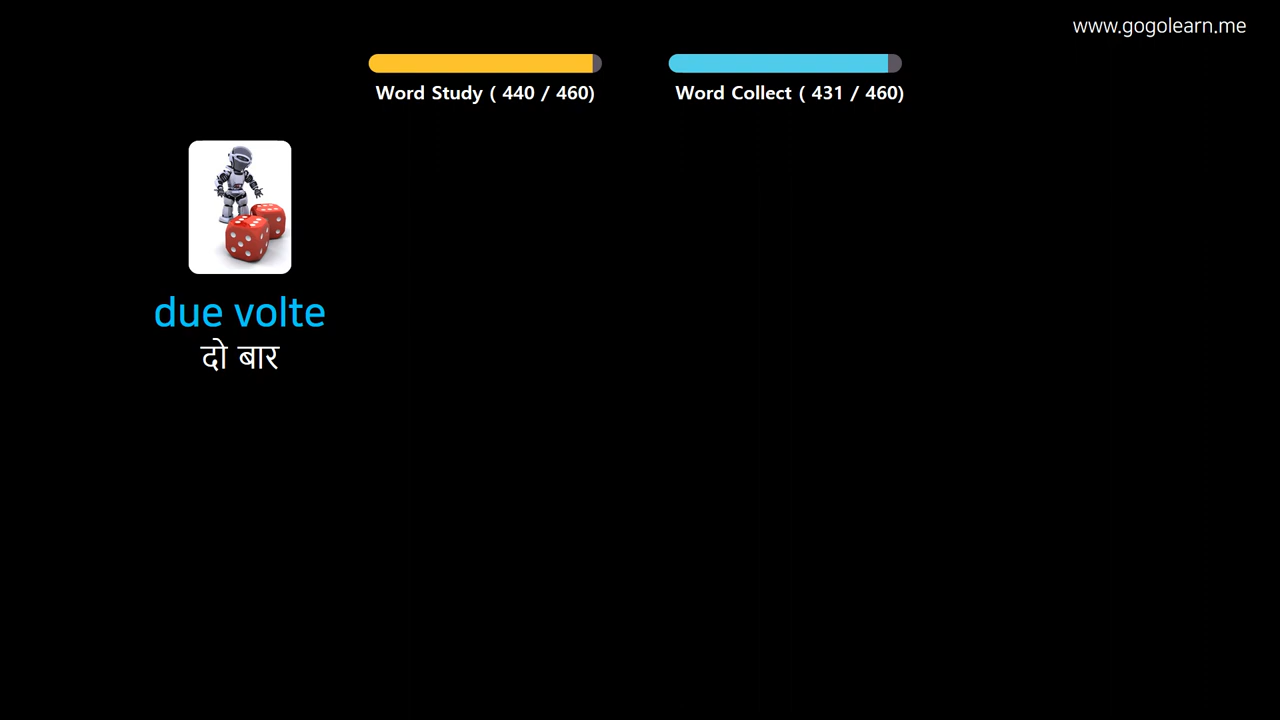 www.gogolearn.me
Word Study ( 440 / 460)
Word Collect ( 431 / 460)
due volte
दो बार